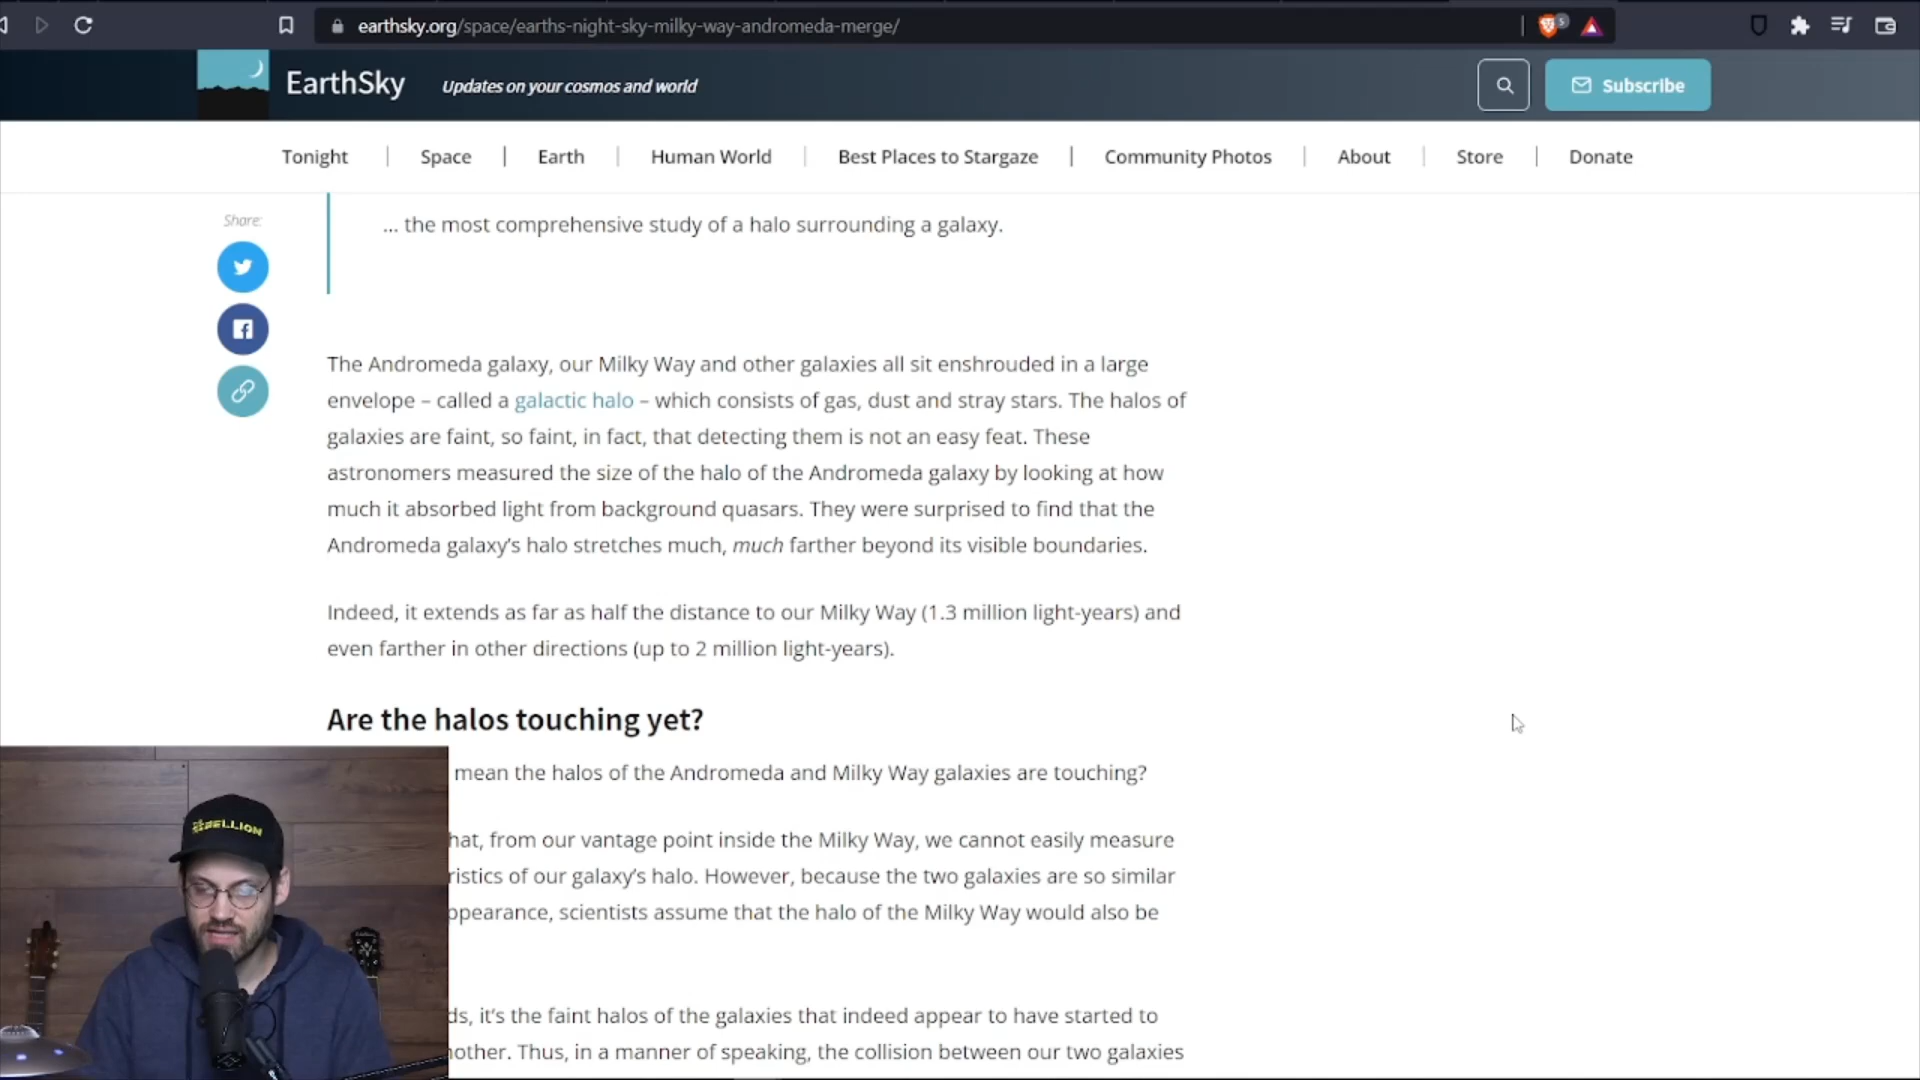 earthsky.org/space/earths-night-sky-milky-way-andromeda-merge/
5
EarthSky
Updates on your cosmos and world
Subscribe
Tonight | Space | Earth | Human World | Best Places to Stargaze | Community Photos | About | Store | Donate
Share:
... the most comprehensive study of a halo surrounding a galaxy.
The Andromeda galaxy, our Milky Way and other galaxies all sit enshrouded in a large
envelope – called a galactic halo – which consists of gas, dust and stray stars. The halos of
galaxies are faint, so faint, in fact, that detecting them is not an easy feat. These
astronomers measured the size of the halo of the Andromeda galaxy by looking at how
much it absorbed light from background quasars. They were surprised to find that the
Andromeda galaxy's halo stretches much, much farther beyond its visible boundaries.
Indeed, it extends as far as half the distance to our Milky Way (1.3 million light-years) and
even farther in other directions (up to 2 million light-years).
Are the halos touching yet?
mean the halos of the Andromeda and Milky Way galaxies are touching?
hat, from our vantage point inside the Milky Way, we cannot easily measure
ristics of our galaxy's halo. However, because the two galaxies are so similar
ppearance, scientists assume that the halo of the Milky Way would also be
ds, it's the faint halos of the galaxies that indeed appear to have started to
nother. Thus, in a manner of speaking, the collision between our two galaxies